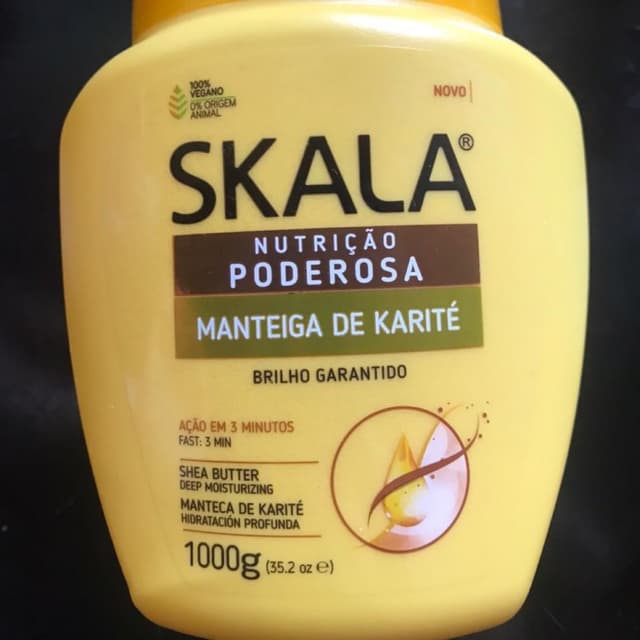 100%
VEGANO
0% ORIGEM
ANIMAL
NOVO
SKALA®
NUTRIÇÃO
PODEROSA
MANTEIGA DE KARITÉ
BRILHO GARANTIDO
AÇÃO EM 3 MINUTOS
FAST: 3 MIN
SHEA BUTTER
DEEP MOISTURIZING
MANTECA DE KARITÉ
HIDRATACIÓN PROFUNDA
1000g (35.2 oz ℮)